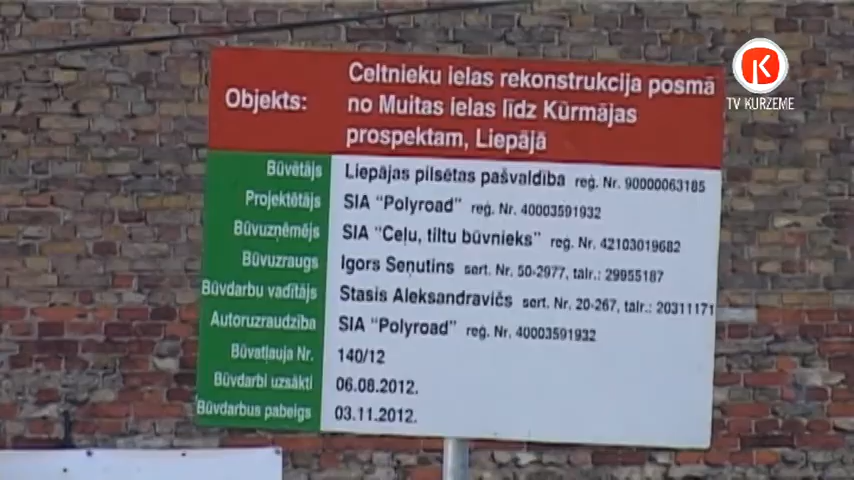 Celtnieku ielas rekonstrukcija posmā
Objekts: no Muitas ielas līdz Kūrmājas
prospektam, Liepājā
Būvētājs Liepājas pilsētas pašvaldība reģ. Nr. 90000063185
Projektētājs SIA "Polyroad" reģ. Nr. 40003591932
Būvuzņēmējs SIA "Ceļu, tiltu būvnieks" reģ. Nr. 42103019682
Būvuzraugs Igors Seņutins sert. Nr. 50-2977, tālr.: 29955187
Būvdarbu vadītājs Stasis Aleksandravičs sert. Nr. 20-267, tālr.: 20311171
Autoruzraudzība SIA "Polyroad" reģ. Nr. 40003591932
Būvatļauja Nr. 140/12
Būvdarbi uzsākti 06.08.2012.
Būvdarbus pabeigs 03.11.2012.
K
TV KURZEME